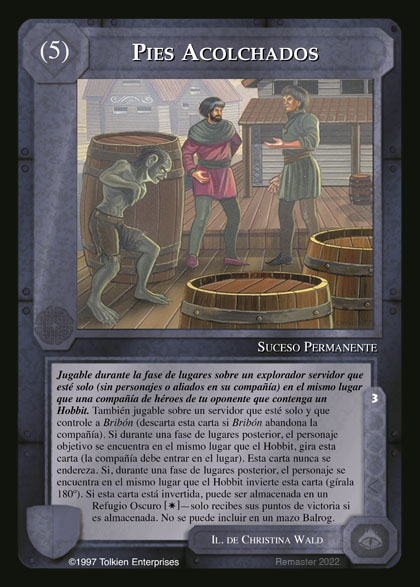 (5)
Pies Acolchados
Suceso Permanente
Jugable durante la fase de lugares sobre un explorador servidor que
esté solo (sin personajes o aliados en su compañía) en el mismo lugar
que una compañía de héroes de tu oponente que contenga un
Hobbit. También jugable sobre un servidor que esté solo y que
controle a Bribón (descarta esta carta si Bribón abandona la
compañía). Si durante una fase de lugares posterior, el personaje
objetivo se encuentra en el mismo lugar que el Hobbit, gira esta
carta (la compañía debe entrar en el lugar). Esta carta nunca se
endereza. Si, durante una fase de lugares posterior, el personaje se
encuentra en el mismo lugar que el Hobbit invierte esta carta (gírala
180º). Si esta carta está invertida, puede ser almacenada en un
Refugio Oscuro [✷]—solo recibes sus puntos de victoria si
es almacenada. No se puede incluir en un mazo Balrog.
3
Il. de Christina Wald
©1997 Tolkien Enterprises
Remaster 2022